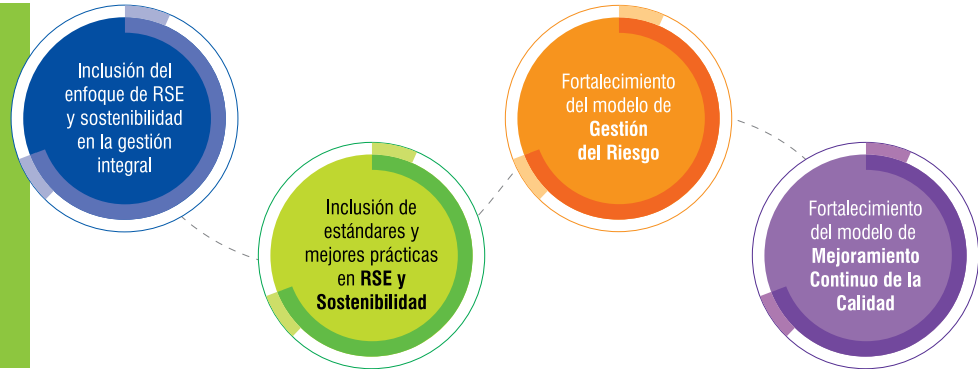 Inclusión del
enfoque de RSE
y sostenibilidad
en la gestión
integral
Inclusión de
estándares y
mejores prácticas
en RSE y
Sostenibilidad
Fortalecimiento
del modelo de
Gestión
del Riesgo
Fortalecimiento
del modelo de
Mejoramiento
Continuo de la
Calidad